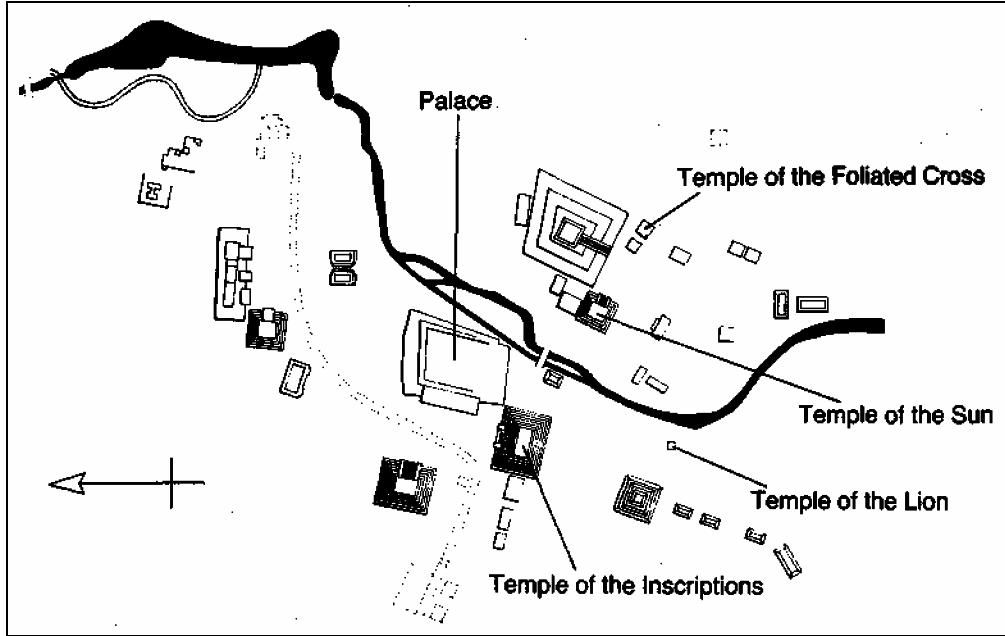 Palace
Temple of the Foliated Cross
Temple of the Sun
Temple of the Lion
Temple of the Inscriptions